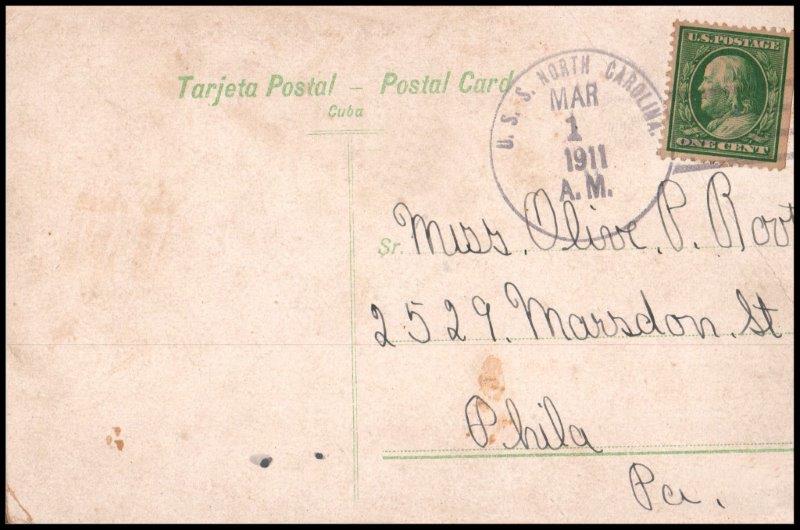 Tarjeta Postal – Postal Card
Cuba
U. S. S. NORTH CAROLINA.
MAR
1
1911
A.M.
U.S. POSTAGE
ONE CENT
Sr. Miss. Olive. P. Root
2529. Marsdon. St
Phila
Pa.